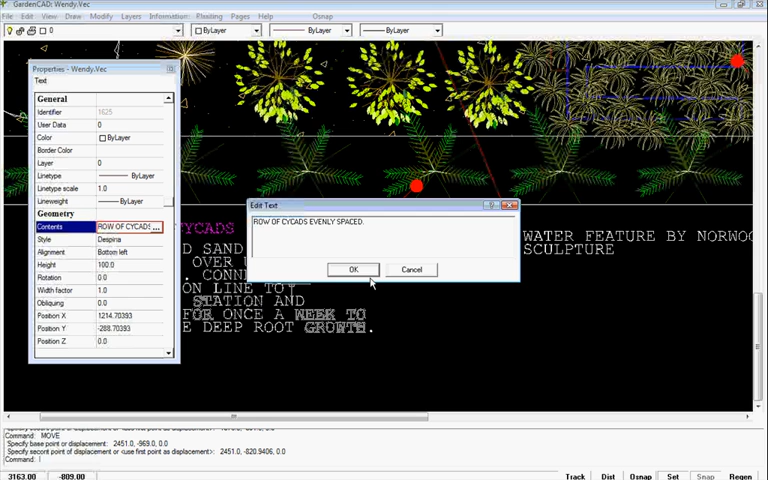 GardenCAD: Wendy.Vec
File Edit View Draw Modify Layers Information: Rhxiling Pages Help Osnap
0 ByLayer ByLayer ByLayer
Properties - Wendy.Vec
Text
General
Identifier 1625
User Data 0
Color ByLayer
Border Color
Layer 0
Linetype ByLayer
Linetype scale 1.0
Lineweight ByLayer
Geometry
Contents ROW OF CYCADS ...
Style Despina
Alignment Bottom left
Height 100.0
Rotation 0.0
Width factor 1.0
Obliquing 0.0
Position X 1214.70393
Position Y -288.70393
Position Z 0.0
Edit Text
ROW OF CYCADS EVENLY SPACED.
OK Cancel
CYCADS
D SAND
OVER
. CONN
ON LINE TO
STATION AND
FOR ONCE A WEEK TO
E DEEP ROOT GROWTH.
WATER FEATURE BY NORWOO
SCULPTURE
Command: MOVE
Specify base point or displacement: 2451.0, -969.0, 0.0
Specify second point of displacement or <use first point as displacement>: 2451.0, -820.9406, 0.0
Command:
3163.00 -809.00 Track Dist Osnap Set Snap Regen